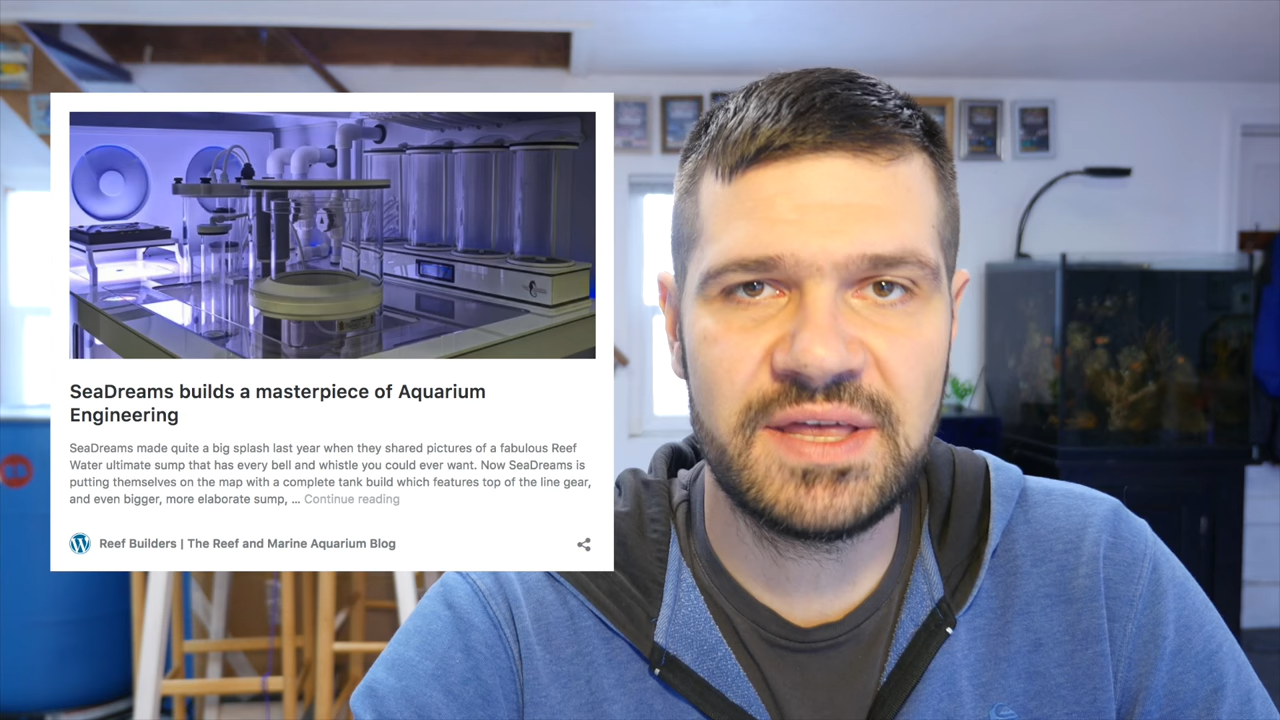 SeaDreams builds a masterpiece of Aquarium
Engineering
SeaDreams made quite a big splash last year when they shared pictures of a fabulous Reef
Water ultimate sump that has every bell and whistle you could ever want. Now SeaDreams is
putting themselves on the map with a complete tank build which features top of the line gear,
and even bigger, more elaborate sump, ... Continue reading
Reef Builders | The Reef and Marine Aquarium Blog